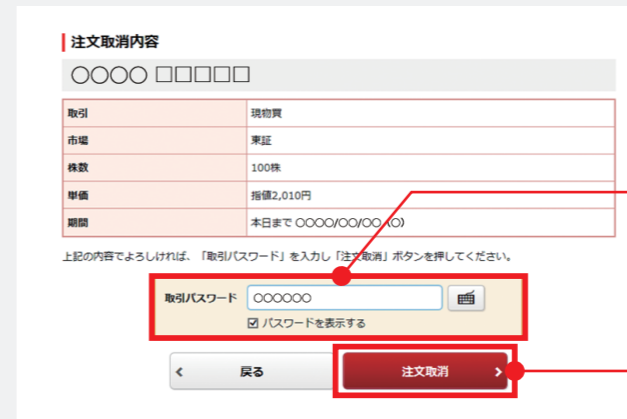 注文取消内容
○○○○ □□□□□
取引 現物買
市場 東証
株数 100株
単価 指値2,010円
期間 本日まで ○○○○/○○/○○ (○)
上記の内容でよろしければ、「取引パスワード」を入力し「注文取消」ボタンを押してください。
取引パスワード ○○○○○○
パスワードを表示する
戻る 注文取消